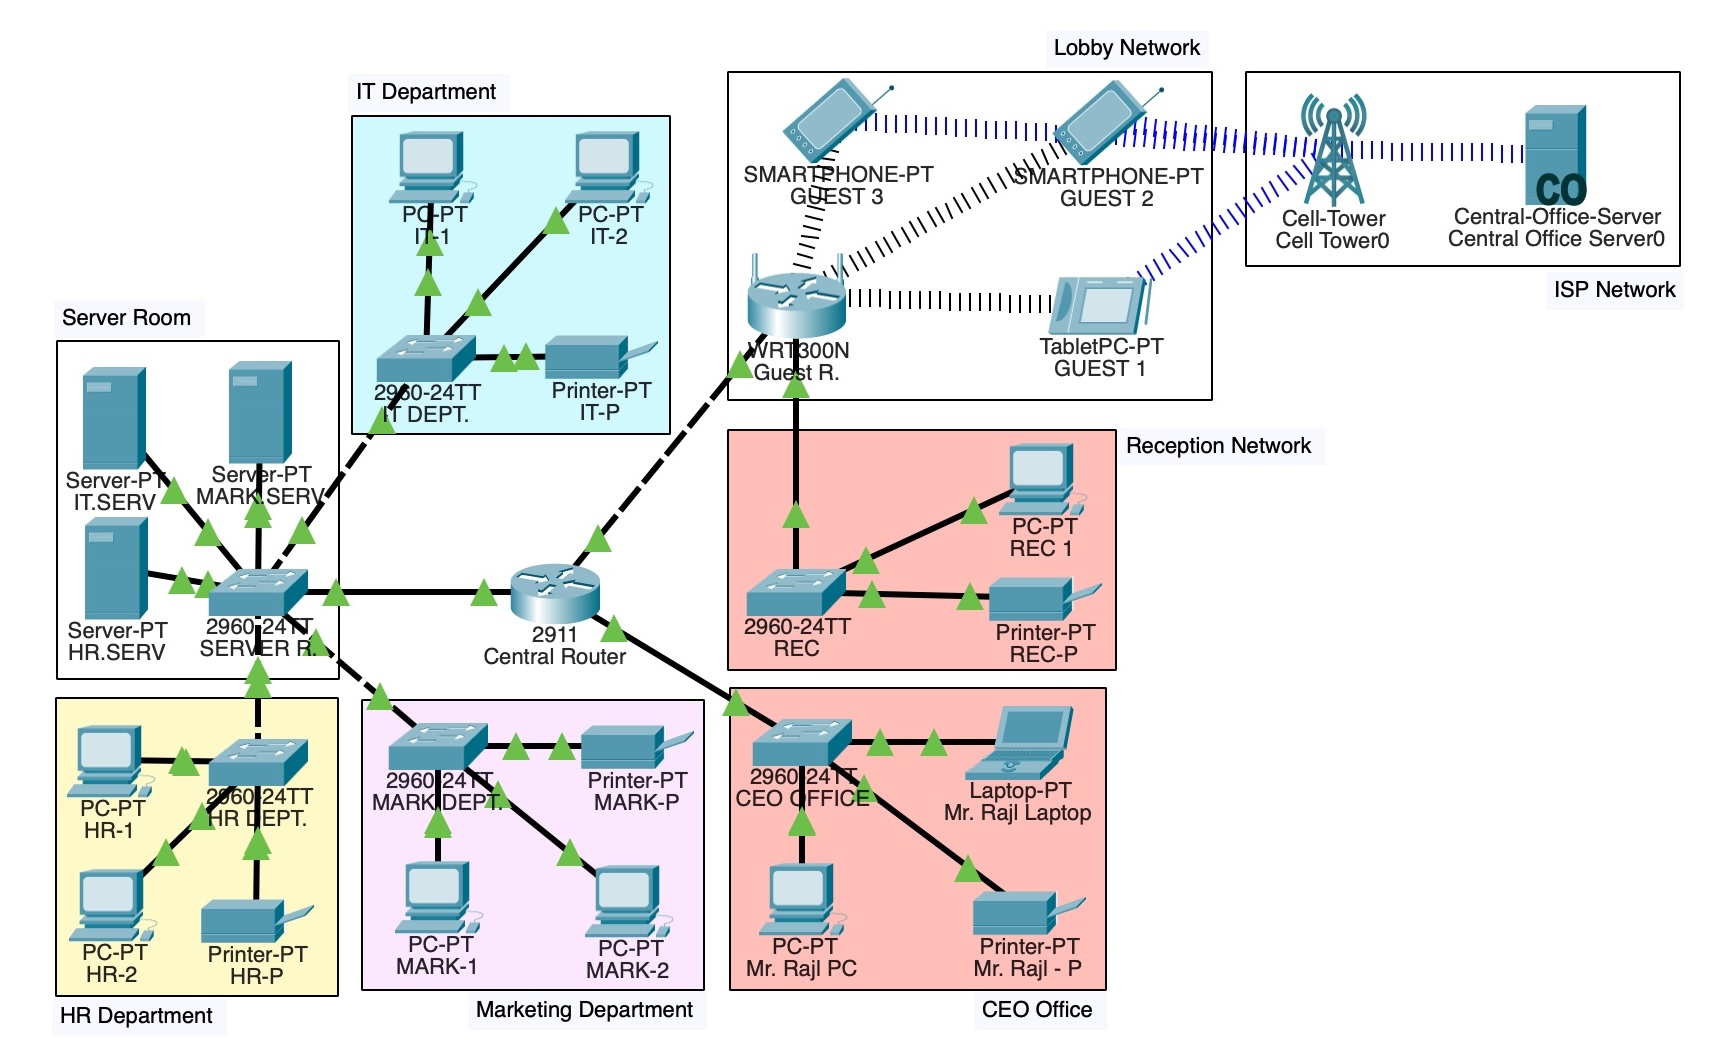 Lobby Network
IT Department
PC-PT
IT-1
PC-PT
IT-2
2960-24TT
IT DEPT.
Printer-PT
IT-P
SMARTPHONE-PT
GUEST 3
SMARTPHONE-PT
GUEST 2
WRT300N
Guest R.
TabletPC-PT
GUEST 1
Cell-Tower
Cell Tower0
CO
Central-Office-Server
Central Office Server0
ISP Network
Server Room
Server-PT
IT.SERV
Server-PT
MARK.SERV
Server-PT
HR.SERV
2960-24TT
SERVER R.
2911
Central Router
Reception Network
PC-PT
REC 1
2960-24TT
REC
Printer-PT
REC-P
PC-PT
HR-1
2960-24TT
HR DEPT.
PC-PT
HR-2
Printer-PT
HR-P
HR Department
2960-24TT
MARK DEPT.
Printer-PT
MARK-P
PC-PT
MARK-1
PC-PT
MARK-2
Marketing Department
2960-24TT
CEO OFFICE
Laptop-PT
Mr. Rajl Laptop
PC-PT
Mr. Rajl PC
Printer-PT
Mr. Rajl - P
CEO Office